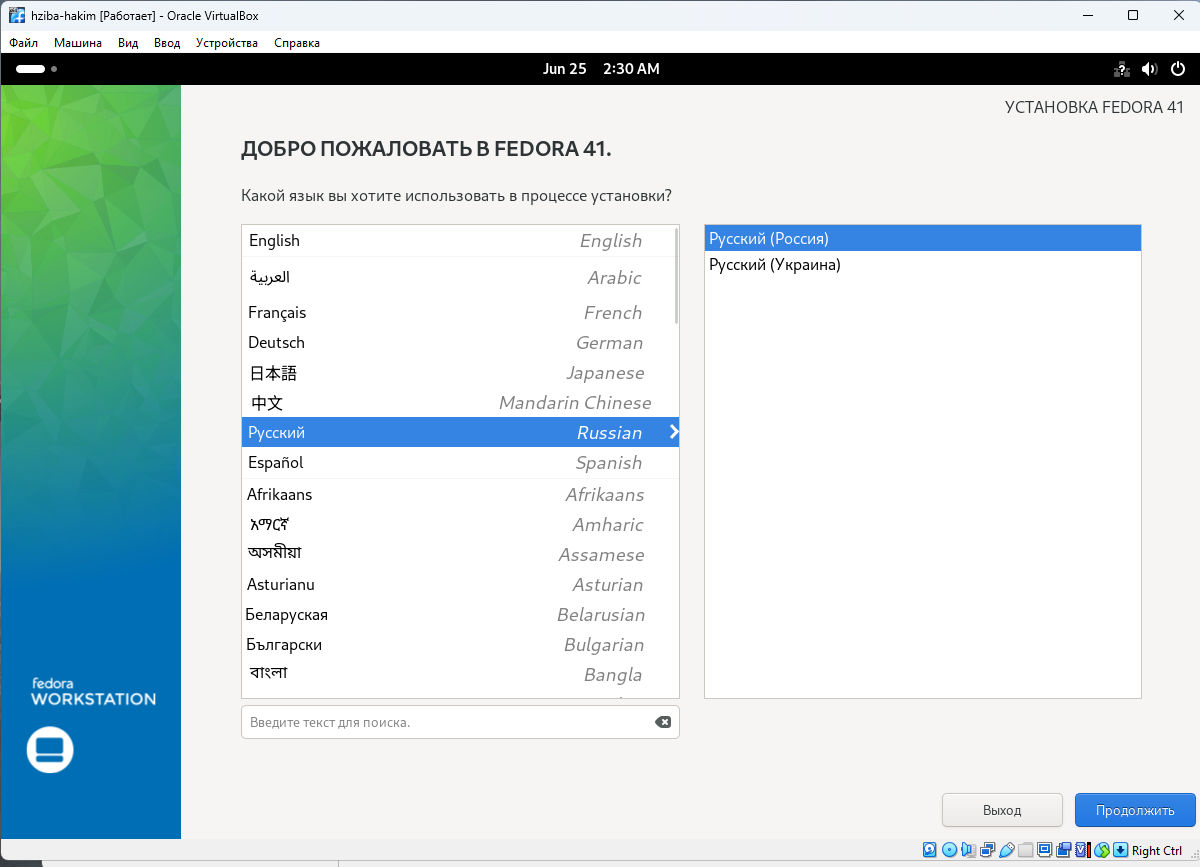 hziba-hakim [Работает] - Oracle VirtualBox
Файл Машина Вид Ввод Устройства Справка
Jun 25 2:30 AM
УСТАНОВКА FEDORA 41
ДОБРО ПОЖАЛОВАТЬ В FEDORA 41.
Какой язык вы хотите использовать в процессе установки?
English English
العربية Arabic
Français French
Deutsch German
日本語 Japanese
中文 Mandarin Chinese
Русский Russian
Español Spanish
Afrikaans Afrikaans
አማርኛ Amharic
অসমীয়া Assamese
Asturianu Asturian
Беларуская Belarusian
Български Bulgarian
বাংলা Bangla
Русский (Россия)
Русский (Украина)
Введите текст для поиска.
fedora
WORKSTATION
Выход Продолжить
Right Ctrl